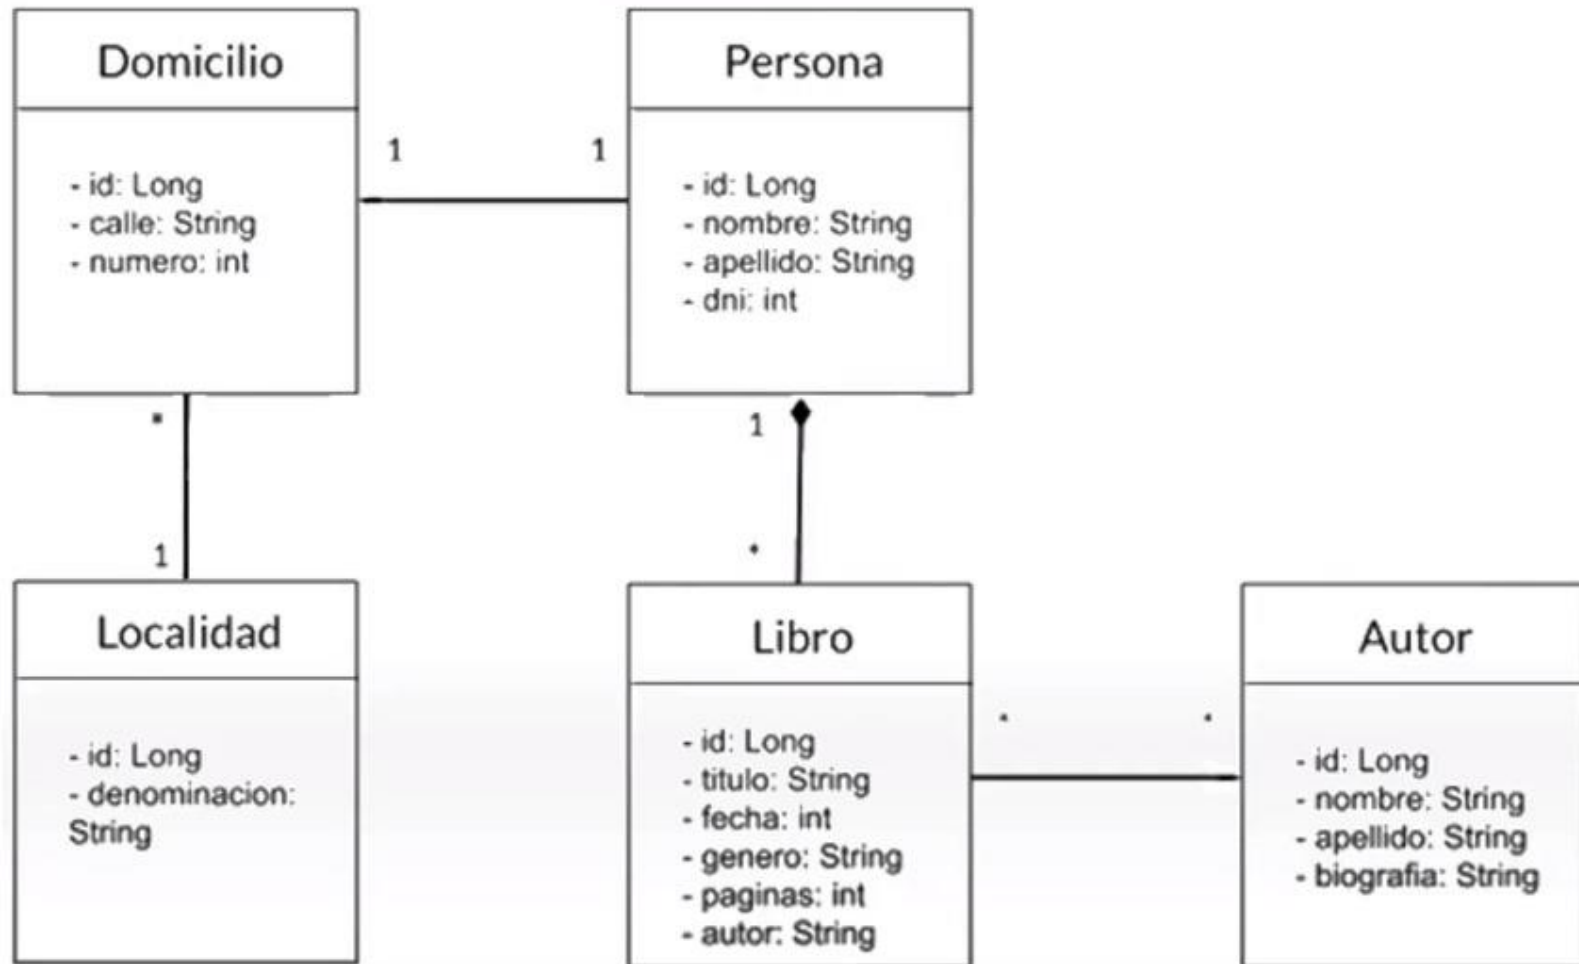 Domicilio
- id: Long
- calle: String
- numero: int
1
1
Persona
- id: Long
- nombre: String
- apellido: String
- dni: int
*
1
1
*
Localidad
- id: Long
- denominacion:
String
Libro
- id: Long
- titulo: String
- fecha: int
- genero: String
- paginas: int
- autor: String
*
*
Autor
- id: Long
- nombre: String
- apellido: String
- biografia: String